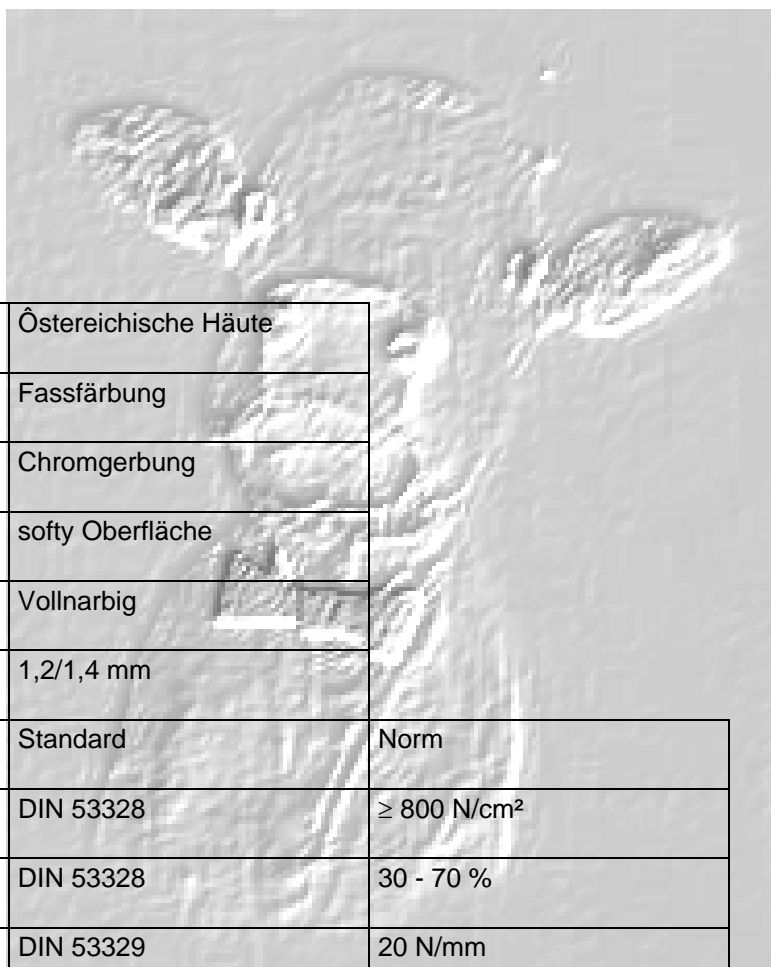 Ôstereichische Häute
Fassfärbung
Chromgerbung
softy Oberfläche
Vollnarbig
1,2/1,4 mm
Standard Norm
DIN 53328 ≥ 800 N/cm²
DIN 53328 30 - 70 %
DIN 53329 20 N/mm